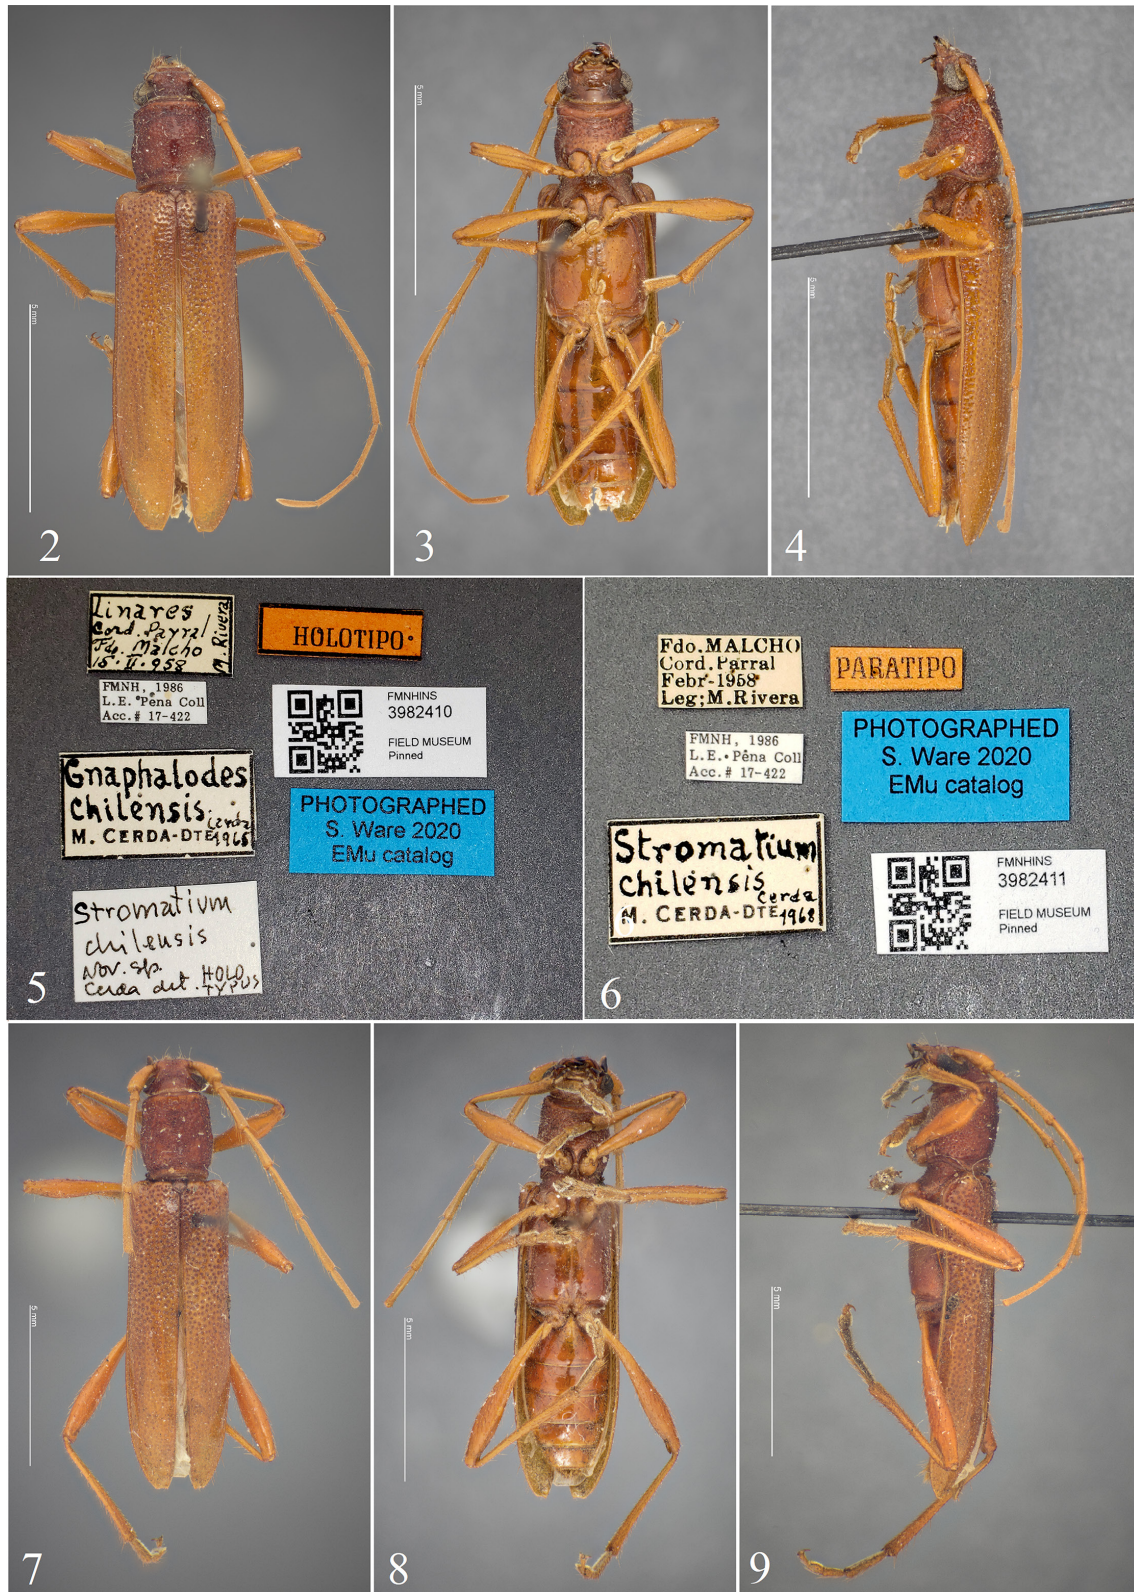 5 mm
2
5 mm
3
5 mm
4
Linares
Cord. Parral
Fdo. Malcho
15·II·958
M. Rivera
HOLOTIPO
FMNH, 1986
L.E. Peña Coll
Acc.# 17-422
FMNHINS
3982410
FIELD MUSEUM
Pinned
Gnaphalodes
chilensis
Cerda
M. CERDA-DTE 1965
PHOTOGRAPHED
S. Ware 2020
EMu catalog
Stromatium
chilensis
Nov. sp.
Cerda det. HOLO
TYPUS
5
Fdo.MALCHO
Cord.Parral
Febr-1958
Leg;M.Rivera
PARATIPO
FMNH, 1986
L.E. Peña Coll
Acc.# 17-422
PHOTOGRAPHED
S. Ware 2020
EMu catalog
Stromatium
chilensis
Cerda
M. CERDA-DTE 1968
FMNHINS
3982411
FIELD MUSEUM
Pinned
6
5 mm
7
5 mm
8
5 mm
9